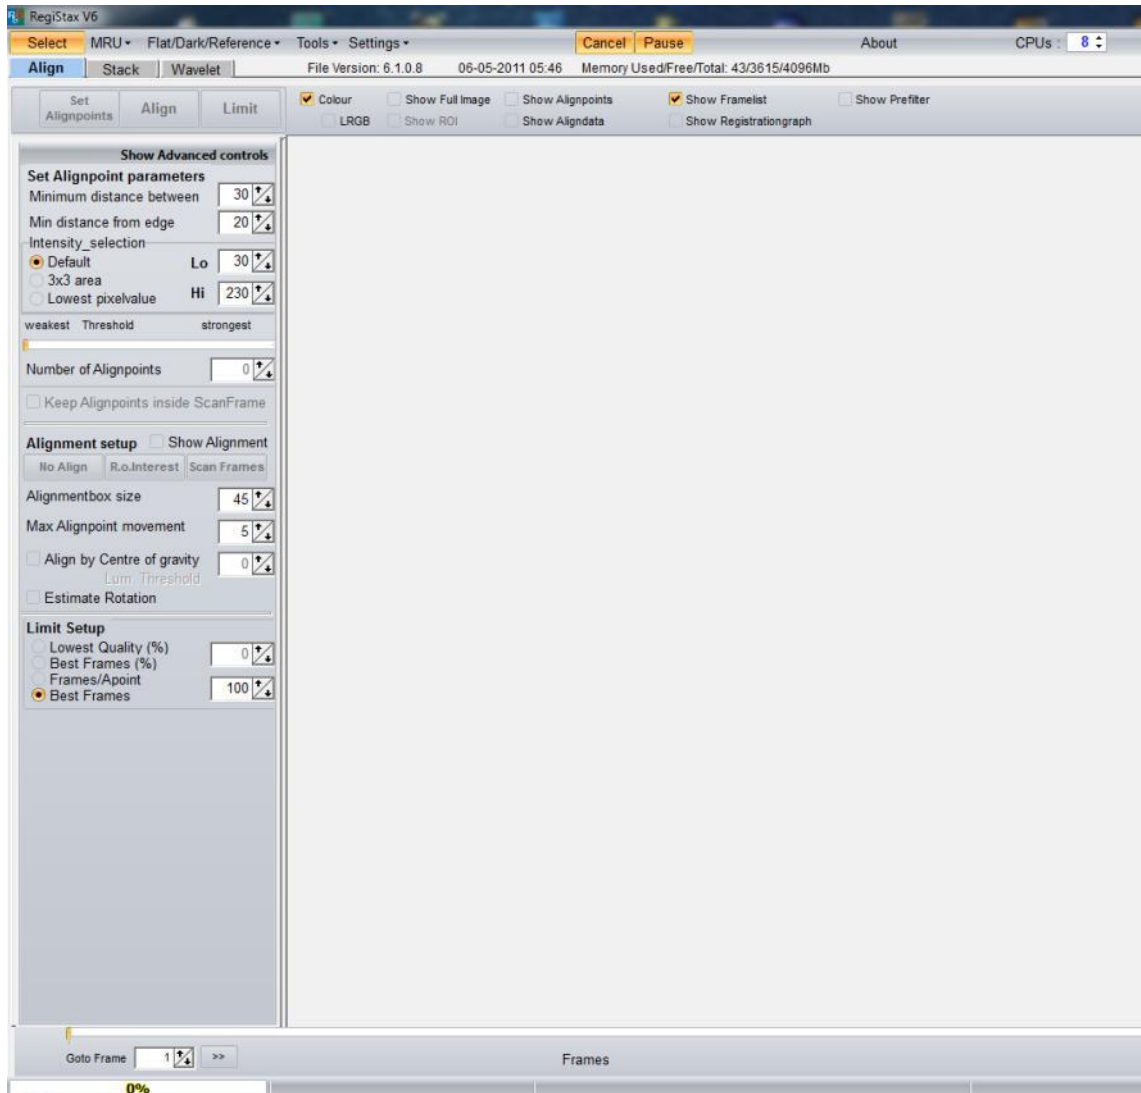 RegiStax V6
Select MRU Flat/Dark/Reference Tools Settings Cancel Pause About CPUs : 8
Align Stack Wavelet File Version: 6.1.0.8 06-05-2011 05:46 Memory Used/Free/Total: 43/3615/4096Mb
Set Alignpoints Align Limit
Colour Show Full Image Show Alignpoints Show Framelist Show Prefilter
LRGB Show ROI Show Aligndata Show Registrationgraph
Show Advanced controls
Set Alignpoint parameters
Minimum distance between 30
Min distance from edge 20
Intensity_selection
Default Lo 30
3x3 area
Lowest pixelvalue Hi 230
weakest Threshold strongest
Number of Alignpoints 0
Keep Alignpoints inside ScanFrame
Alignment setup Show Alignment
No Align R.o.Interest Scan Frames
Alignmentbox size 45
Max Alignpoint movement 5
Align by Centre of gravity 0
Lum Threshold
Estimate Rotation
Limit Setup
Lowest Quality (%) 0
Best Frames (%)
Frames/Apoint
Best Frames 100
Goto Frame 1 >> Frames
0%